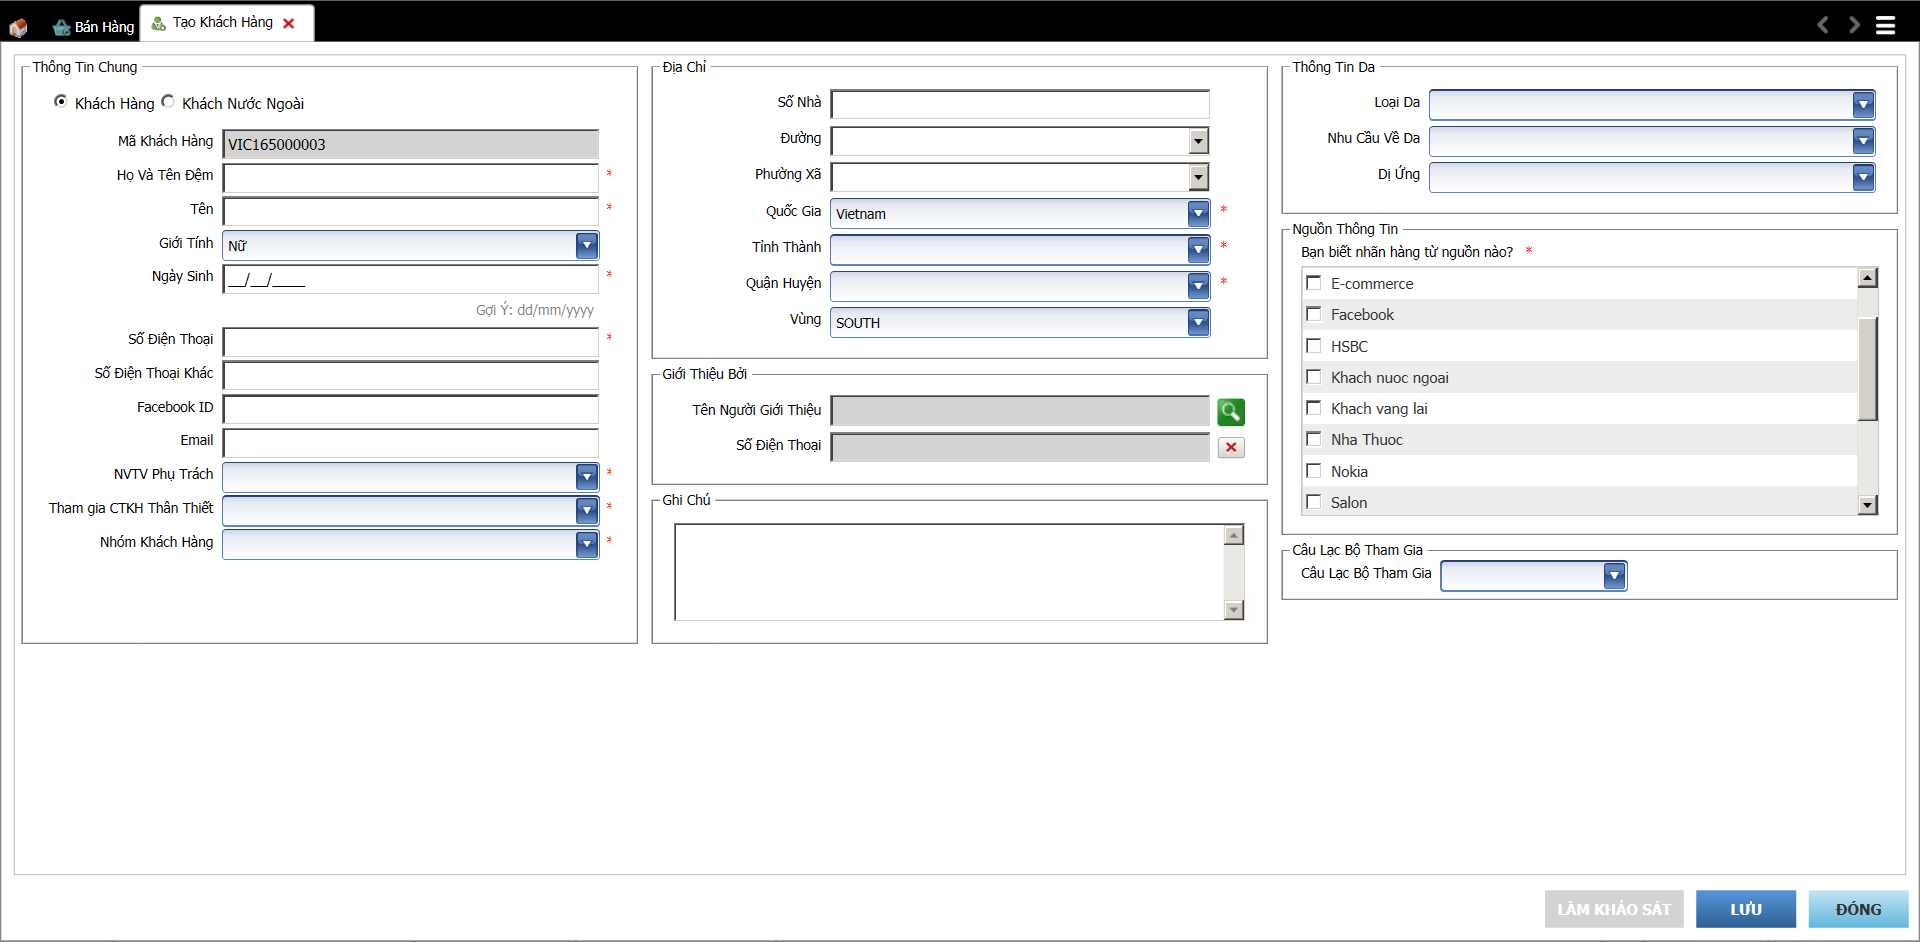 Bán Hàng
Tạo Khách Hàng
Thông Tin Chung
Khách Hàng
Khách Nước Ngoài
Mã Khách Hàng
VIC165000003
Họ Và Tên Đệm
*
Tên
*
Giới Tính
Nữ
Ngày Sinh
__/__/____
*
Gợi Ý: dd/mm/yyyy
Số Điện Thoại
*
Số Điện Thoại Khác
Facebook ID
Email
NVTV Phụ Trách
*
Tham gia CTKH Thân Thiết
*
Nhóm Khách Hàng
*
Địa Chỉ
Số Nhà
Đường
Phường Xã
Quốc Gia
Vietnam
*
Tỉnh Thành
*
Quận Huyện
*
Vùng
SOUTH
Giới Thiệu Bởi
Tên Người Giới Thiệu
Số Điện Thoại
Ghi Chú
Thông Tin Da
Loại Da
Nhu Cầu Về Da
Dị Ứng
Nguồn Thông Tin
Bạn biết nhãn hàng từ nguồn nào? *
E-commerce
Facebook
HSBC
Khach nuoc ngoai
Khach vang lai
Nha Thuoc
Nokia
Salon
Câu Lạc Bộ Tham Gia
Câu Lạc Bộ Tham Gia
LÀM KHẢO SÁT
LƯU
ĐÓNG